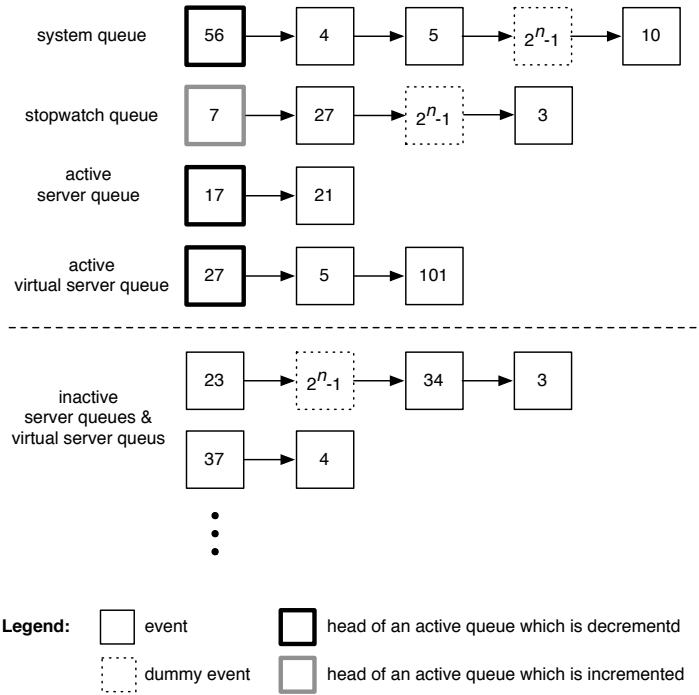 system queue 56 4 5 2^n-1 10
stopwatch queue 7 27 2^n-1 3
active
server queue 17 21
active
virtual server queue 27 5 101
23 2^n-1 34 3
inactive
server queues &
virtual server queus
37 4
Legend: event head of an active queue which is decrementd
dummy event head of an active queue which is incremented